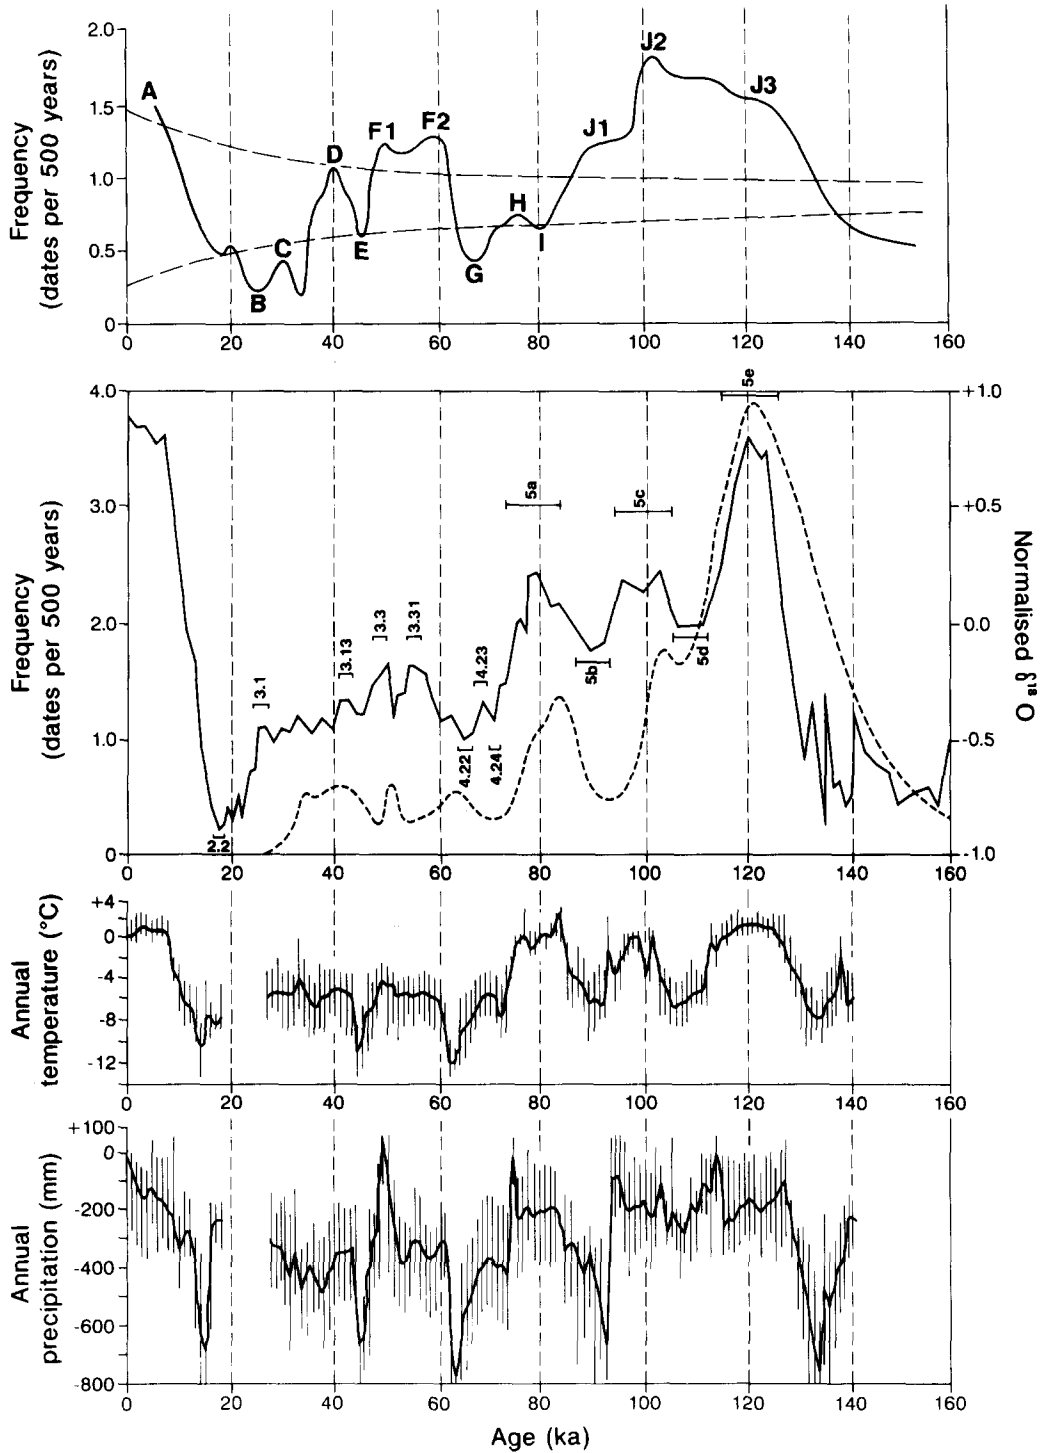 Frequency
(dates per 500 years)
2.0
1.5
1.0
0.5
0
A
B
C
D
E
F1
F2
G
H
I
J1
J2
J3
0 20 40 60 80 100 120 140 160
Frequency
(dates per 500 years)
4.0
3.0
2.0
1.0
0
+1.0
+0.5
0.0
-0.5
-1.0
Normalised δ¹⁸ O
2.2[
]3.1
]3.13
]3.3
]3.31
4.22[
]4.23
4.24[
5a
5b
5c
5d
5e
0 20 40 60 80 100 120 140 160
Annual
temperature (°C)
+4
0
-4
-8
-12
0 20 40 60 80 100 120 140 160
Annual
precipitation (mm)
+100
0
-200
-400
-600
-800
0 20 40 60 80 100 120 140 160
Age (ka)